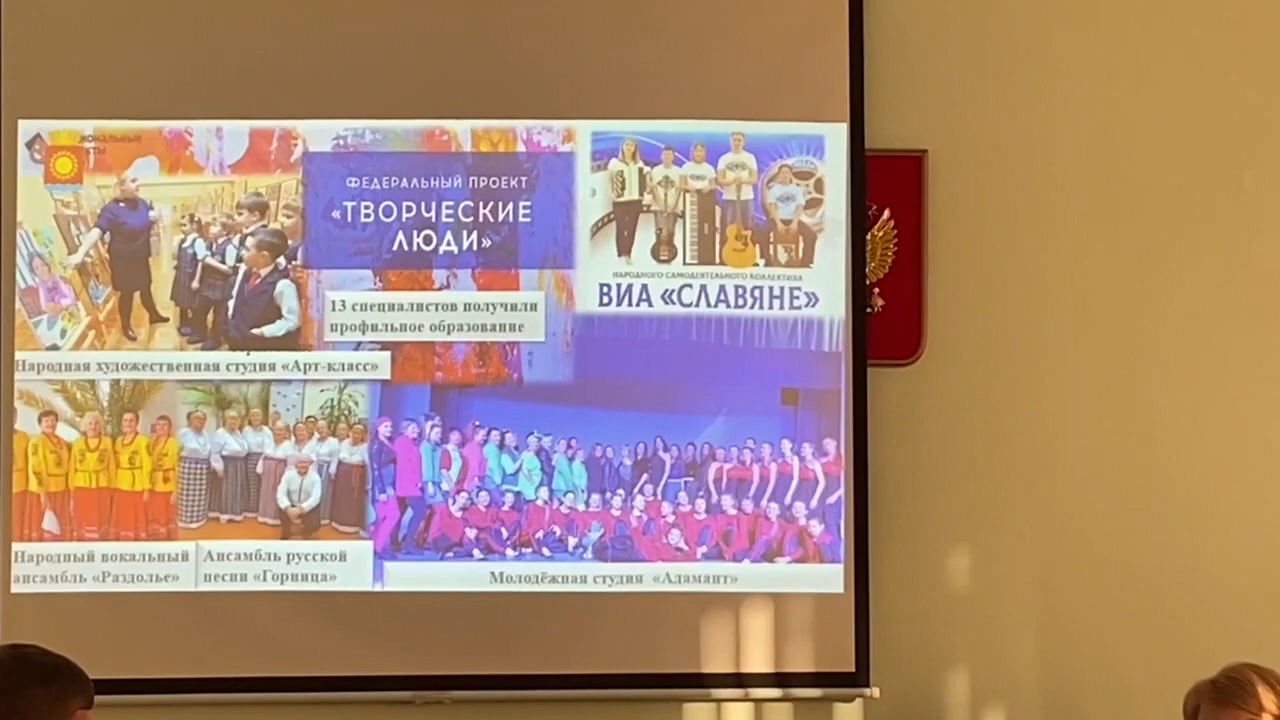 ФЕДЕРАЛЬНЫЙ ПРОЕКТ
«ТВОРЧЕСКИЕ
ЛЮДИ»
13 специалистов получили
профильное образование
НАРОДНОГО САМОДЕЯТЕЛЬНОГО КОЛЛЕКТИВА
ВИА «СЛАВЯНЕ»
Народная художественная студия «Арт-класс»
Народный вокальный
ансамбль «Раздолье»
Ансамбль русской
песни «Горница»
Молодёжная студия «Адамант»